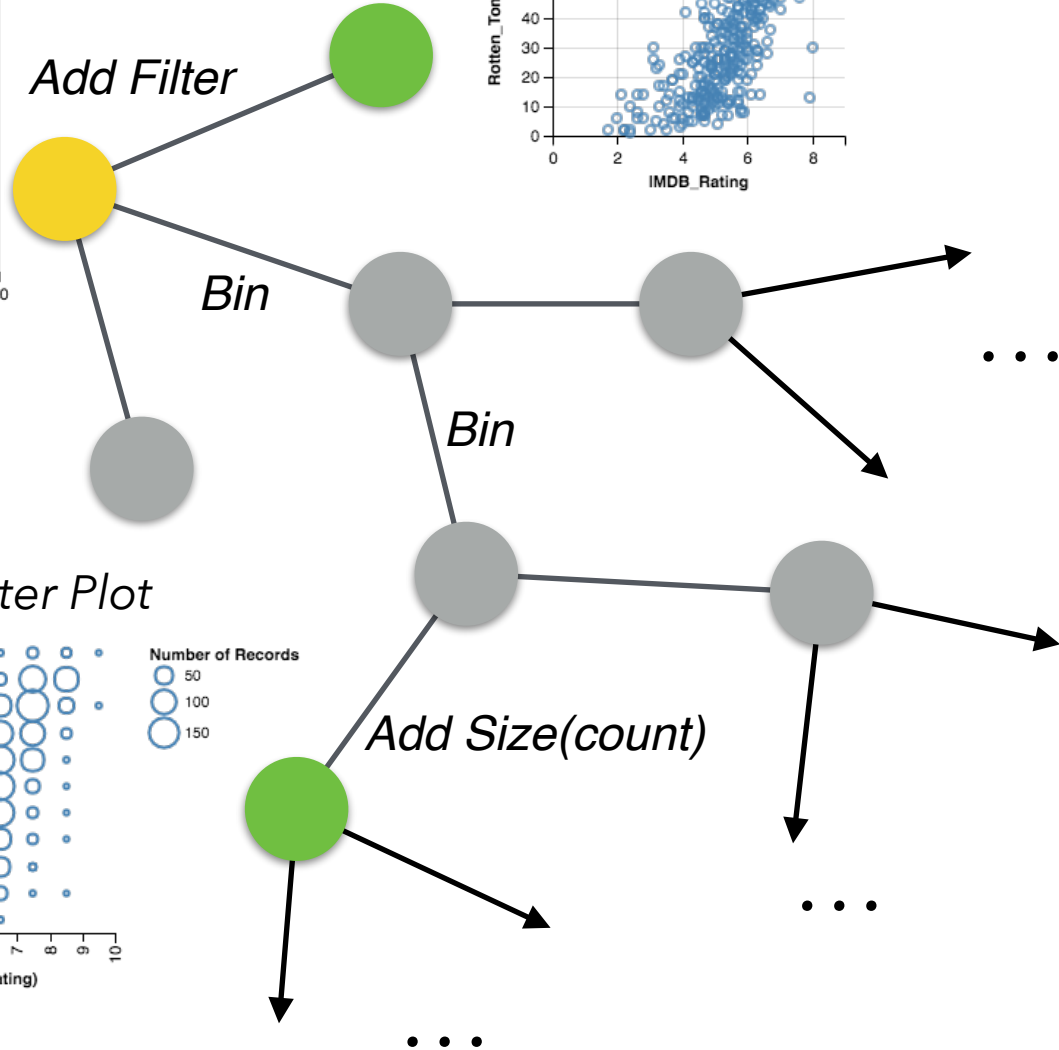 40
30
20
10
0
0 2 4 6 8
IMDB_Rating
Add Filter
0
Bin
. . .
Bin
ter Plot
Number of Records
50
100
150
Add Size(count)
. . .
7 8 9 10
ating)
. . .